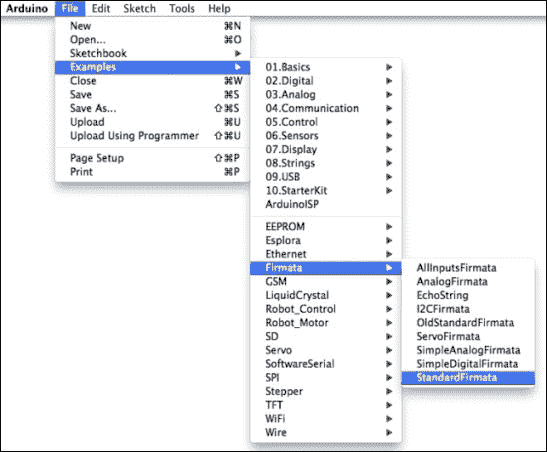 Arduino File Edit Sketch Tools Help
New ⌘N
Open... ⌘O
Sketchbook ▶
Examples ▶
Close ⌘W
Save ⌘S
Save As... ⇧⌘S
Upload ⌘U
Upload Using Programmer ⇧⌘U
Page Setup ⇧⌘P
Print ⌘P
01.Basics ▶
02.Digital ▶
03.Analog ▶
04.Communication ▶
05.Control ▶
06.Sensors ▶
07.Display ▶
08.Strings ▶
09.USB ▶
10.StarterKit ▶
ArduinoISP
EEPROM ▶
Esplora ▶
Ethernet ▶
Firmata ▶
GSM ▶
LiquidCrystal ▶
Robot_Control ▶
Robot_Motor ▶
SD ▶
Servo ▶
SoftwareSerial ▶
SPI ▶
Stepper ▶
TFT ▶
WiFi ▶
Wire ▶
AllInputsFirmata
AnalogFirmata
EchoString
I2CFirmata
OldStandardFirmata
ServoFirmata
SimpleAnalogFirmata
SimpleDigitalFirmata
StandardFirmata